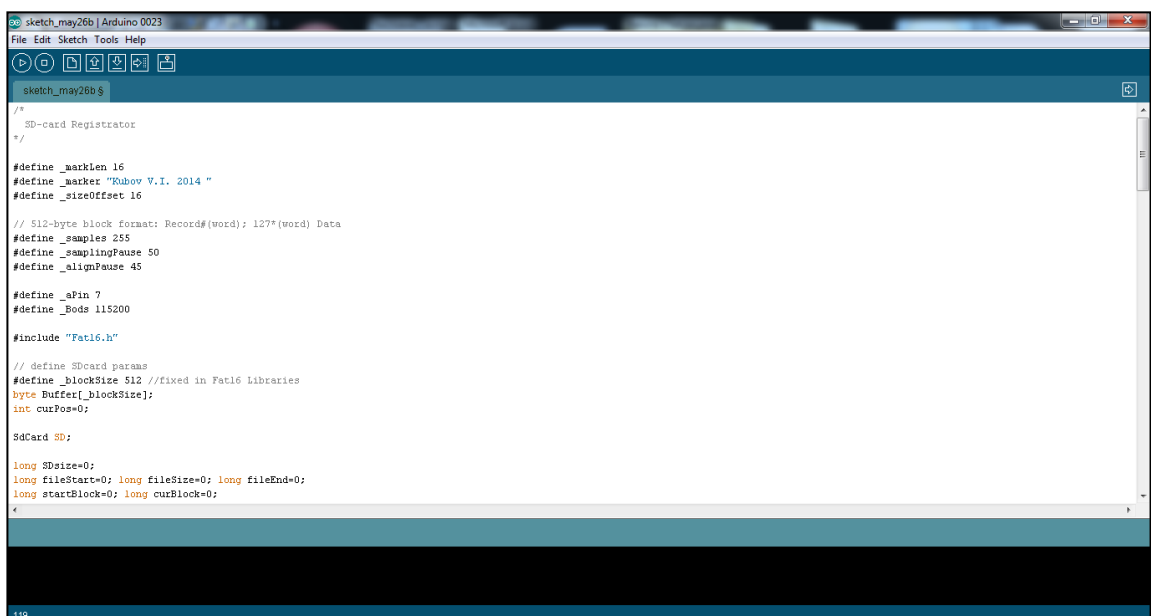 sketch_may26b | Arduino 0023
File Edit Sketch Tools Help
sketch_may26b §
/*
  SD-card Registrator
*/
#define _markLen 16
#define _marker "Kubov V.I. 2014 "
#define _sizeOffset 16
// 512-byte block format: Record#(word); 127*(word) Data
#define _samples 255
#define _samplingPause 50
#define _alignPause 45
#define _aPin 7
#define _Bods 115200
#include "Fat16.h"
// define SDcard params
#define _blockSize 512 //fixed in Fat16 Libraries
byte Buffer[_blockSize];
int curPos=0;
SdCard SD;
long SDsize=0;
long fileStart=0; long fileSize=0; long fileEnd=0;
long startBlock=0; long curBlock=0;
119